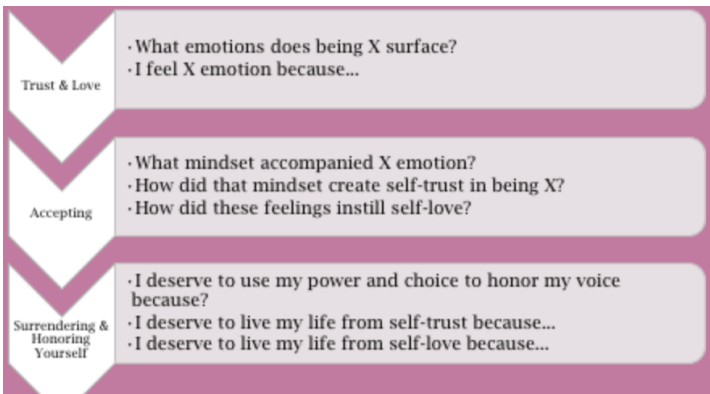 Trust & Love
·What emotions does being X surface?
·I feel X emotion because...
Accepting
·What mindset accompanied X emotion?
·How did that mindset create self-trust in being X?
·How did these feelings instill self-love?
Surrendering &
Honoring
Yourself
·I deserve to use my power and choice to honor my voice
because?
·I deserve to live my life from self-trust because...
·I deserve to live my life from self-love because...